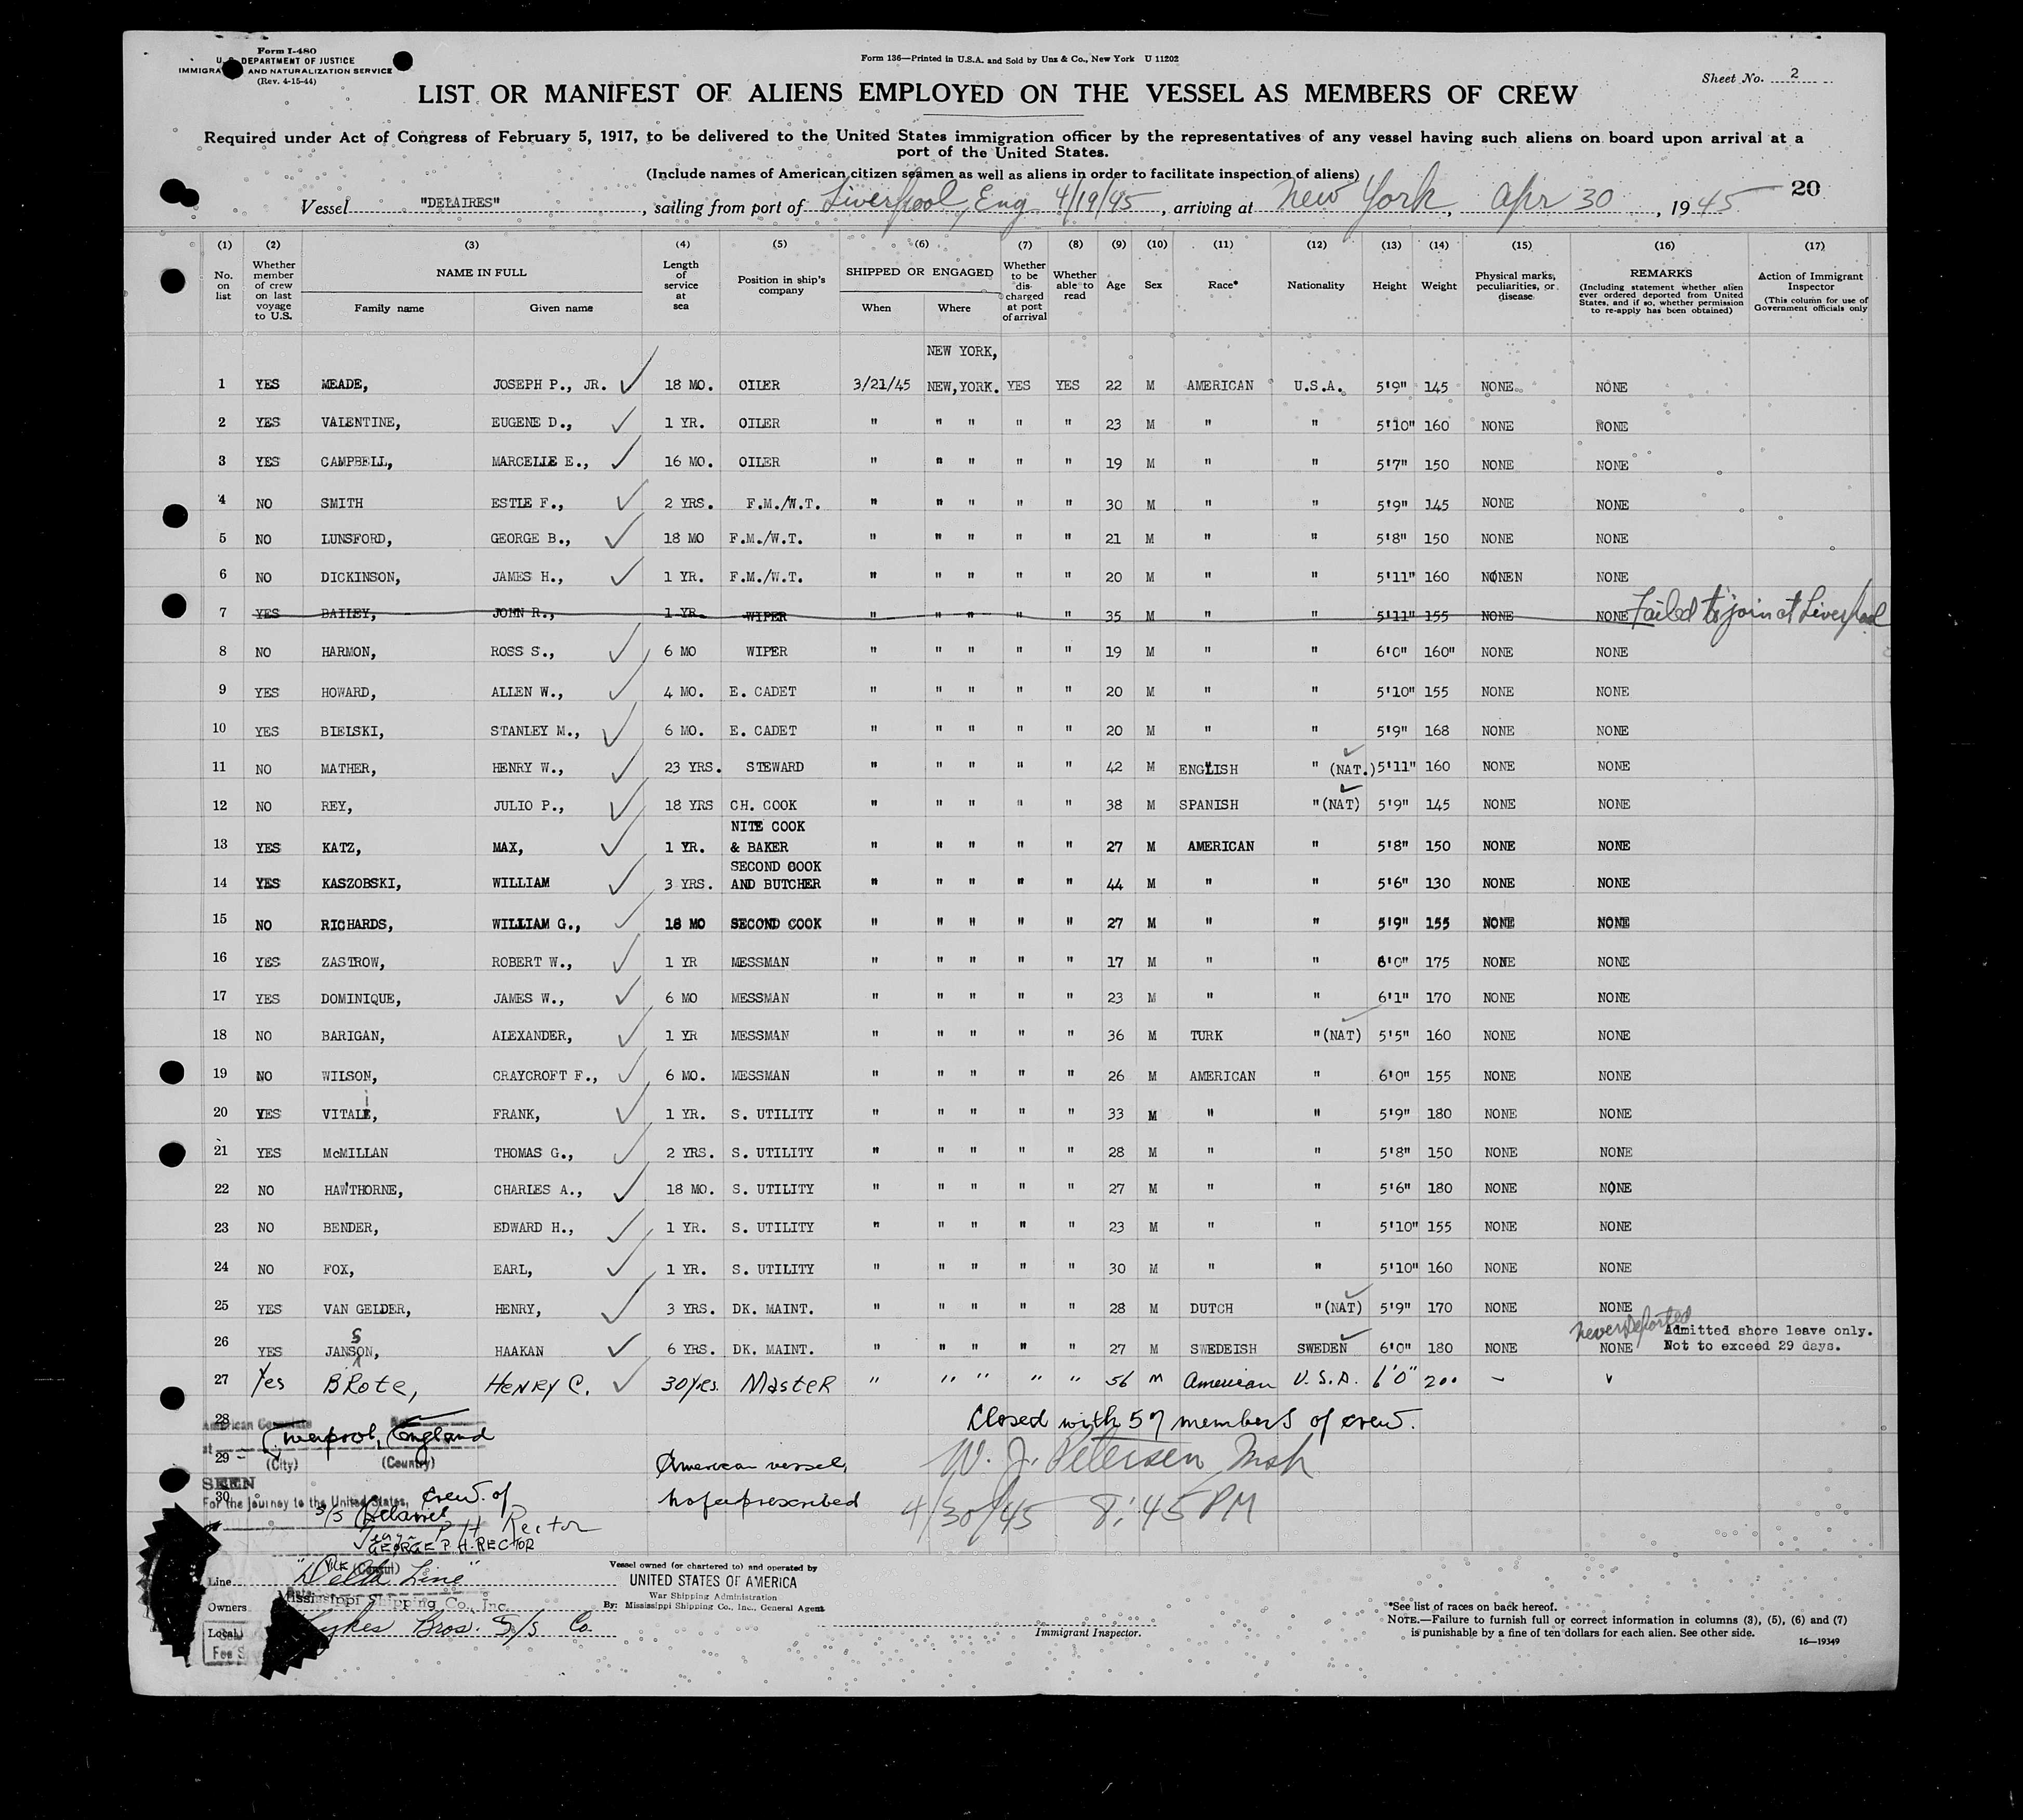 Form I-480
U. S. DEPARTMENT OF JUSTICE
IMMIGRA AND NATURALIZATION SERVICE
(Rev. 4-15-44)
Form 136—Printed in U.S.A. and Sold by Unz & Co., New York U 11202
Sheet No. 2
LIST OR MANIFEST OF ALIENS EMPLOYED ON THE VESSEL AS MEMBERS OF CREW
Required under Act of Congress of February 5, 1917, to be delivered to the United States immigration officer by the representatives of any vessel having such aliens on board upon arrival at a
port of the United States.
(Include names of American citizen seamen as well as aliens in order to facilitate inspection of aliens)
20
Vessel "DELAIRES", sailing from port of Liverpool, Eng 4/19/45, arriving at New York, Apr 30, 1945
(1) (2) (3) (4) (5) (6) (7) (8) (9) (10) (11) (12) (13) (14) (15) (16) (17)
No. on list
Whether member of crew on last voyage to U.S.
NAME IN FULL
Family name Given name
Length of service at sea
Position in ship's company
SHIPPED OR ENGAGED
When Where
Whether to be discharged at port of arrival
Whether able to read
Age Sex Race* Nationality Height Weight
Physical marks, peculiarities, or disease
REMARKS
(Including statement whether alien ever ordered deported from United States, and if so, whether permission to re-apply has been obtained)
Action of Immigrant Inspector
(This column for use of Government officials only
NEW YORK,
1 YES MEADE, JOSEPH P., JR. 18 MO. OILER 3/21/45 NEW,YORK. YES YES 22 M AMERICAN U.S.A. 5'9" 145 NONE NONE
2 YES VALENTINE, EUGENE D., 1 YR. OILER " " " " " 23 M " " 5'10" 160 NONE NONE
3 YES CAMPBELL, MARCELLE E., 16 MO. OILER " " " " " 19 M " " 5'7" 150 NONE NONE
4 NO SMITH ESTLE F., 2 YRS. F.M./W.T. " " " " " 30 M " " 5'9" 145 NONE NONE
5 NO LUNSFORD, GEORGE B., 18 MO F.M./W.T. " " " " " 21 M " " 5'8" 150 NONE NONE
6 NO DICKINSON, JAMES H., 1 YR. F.M./W.T. " " " " " 20 M " " 5'11" 160 NONEN NONE
7 YES BAILEY, JOHN R., 1 YR WIPER " " " " " 35 M " " 5'11" 155 NONE NONE Failed to join at Liverpool
8 NO HARMON, ROSS S., 6 MO WIPER " " " " " 19 M " " 6'0" 160" NONE NONE
9 YES HOWARD, ALLEN W., 4 MO. E. CADET " " " " " 20 M " " 5'10" 155 NONE NONE
10 YES BIELSKI, STANLEY M., 6 MO. E. CADET " " " " " 20 M " " 5'9" 168 NONE NONE
11 NO MATHER, HENRY W., 23 YRS. STEWARD " " " " " 42 M ENGLISH " (NAT.) 5'11" 160 NONE NONE
12 NO REY, JULIO P., 18 YRS CH. COOK " " " " " 38 M SPANISH "(NAT) 5'9" 145 NONE NONE
NITE COOK
13 YES KATZ, MAX, 1 YR. & BAKER " " " " " 27 M AMERICAN " 5'8" 150 NONE NONE
SECOND COOK
14 YES KASZOBSKI, WILLIAM 3 YRS. AND BUTCHER " " " " " 44 M " " 5'6" 130 NONE NONE
15 NO RICHARDS, WILLIAM G., 18 MO SECOND COOK " " " " " 27 M " " 5'9" 155 NONE NONE
16 YES ZASTROW, ROBERT W., 1 YR MESSMAN " " " " " 17 M " " 6'0" 175 NONE NONE
17 YES DOMINIQUE, JAMES W., 6 MO MESSMAN " " " " " 23 M " " 6'1" 170 NONE NONE
18 NO BARIGAN, ALEXANDER, 1 YR MESSMAN " " " " " 36 M TURK "(NAT) 5'5" 160 NONE NONE
19 NO WILSON, CRAYCROFT F., 6 MO. MESSMAN " " " " " 26 M AMERICAN " 6'0" 155 NONE NONE
20 YES VITALE, FRANK, 1 YR. S. UTILITY " " " " " 33 M " " 5'9" 180 NONE NONE
21 YES McMILLAN THOMAS G., 2 YRS. S. UTILITY " " " " " 28 M " " 5'8" 150 NONE NONE
22 NO HAWTHORNE, CHARLES A., 18 MO. S. UTILITY " " " " " 27 M " " 5'6" 180 NONE NONE
23 NO BENDER, EDWARD H., 1 YR. S. UTILITY " " " " " 23 M " " 5'10" 155 NONE NONE
24 NO FOX, EARL, 1 YR. S. UTILITY " " " " " 30 M " " 5'10" 160 NONE NONE
25 YES VAN GELDER, HENRY, 3 YRS. DK. MAINT. " " " " " 28 M DUTCH "(NAT) 5'9" 170 NONE NONE
never deported Admitted shore leave only.
26 YES JANSSON, HAAKAN 6 YRS. DK. MAINT. " " " " " 27 M SWEDEISH SWEDEN 6'0" 180 NONE NONE Not to exceed 29 days.
27 Yes BRote, HENRY C. 30 yrs. MasteR " " " " " 56 M American U.S.A. 6'0" 200 - "
28 Closed with 57 members of crew.
American Consulate
at Liverpool, England
29 (City) (Country)
American vessel, W. J. Petersen Insp
SEEN
30 For the journey to the United States, crew of
no fee prescribed 4/30/45 8:45 PM
S/S Delaires
George P H Rector
GEORGE P. H. RECTOR
Vice (Consul)
Line "Delta Line"
Owners Mississippi Shipping Co., Inc.
Local Lykes Bros. S/S Co.
Fee S
Vessel owned (or chartered to) and operated by
UNITED STATES OF AMERICA
War Shipping Administration
By: Mississippi Shipping Co., Inc., General Agent
Immigrant Inspector.
*See list of races on back hereof.
NOTE.—Failure to furnish full or correct information in columns (3), (5), (6) and (7)
is punishable by a fine of ten dollars for each alien. See other side.
16—19349